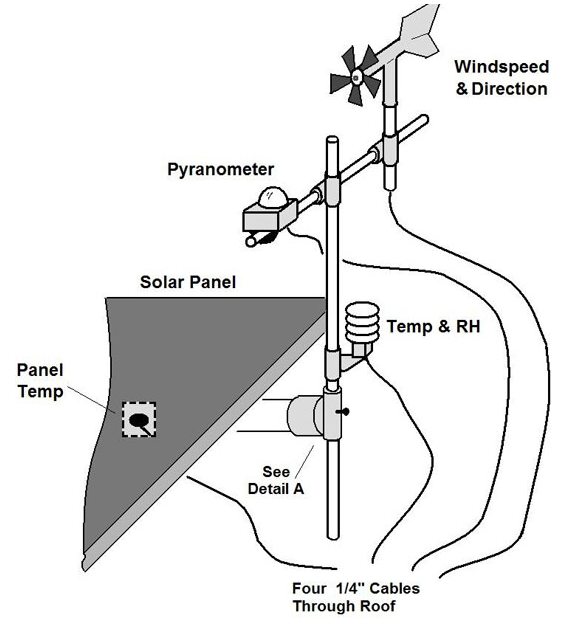 Windspeed
& Direction
Pyranometer
Solar Panel
Temp & RH
Panel
Temp
See
Detail A
Four 1/4" Cables
Through Roof